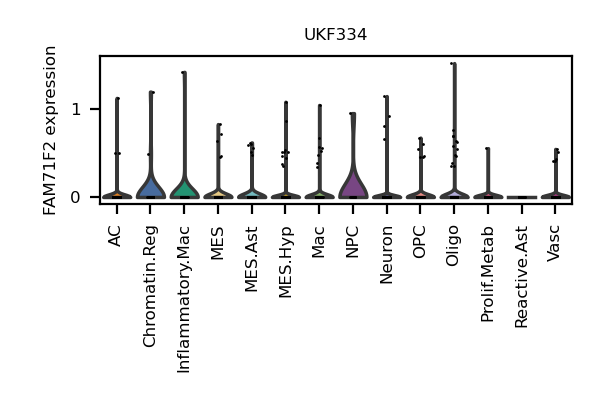 UKF334
FAM71F2 expression
1
0
AC
Chromatin.Reg
Inflammatory.Mac
MES
MES.Ast
MES.Hyp
Mac
NPC
Neuron
OPC
Oligo
Prolif.Metab
Reactive.Ast
Vasc